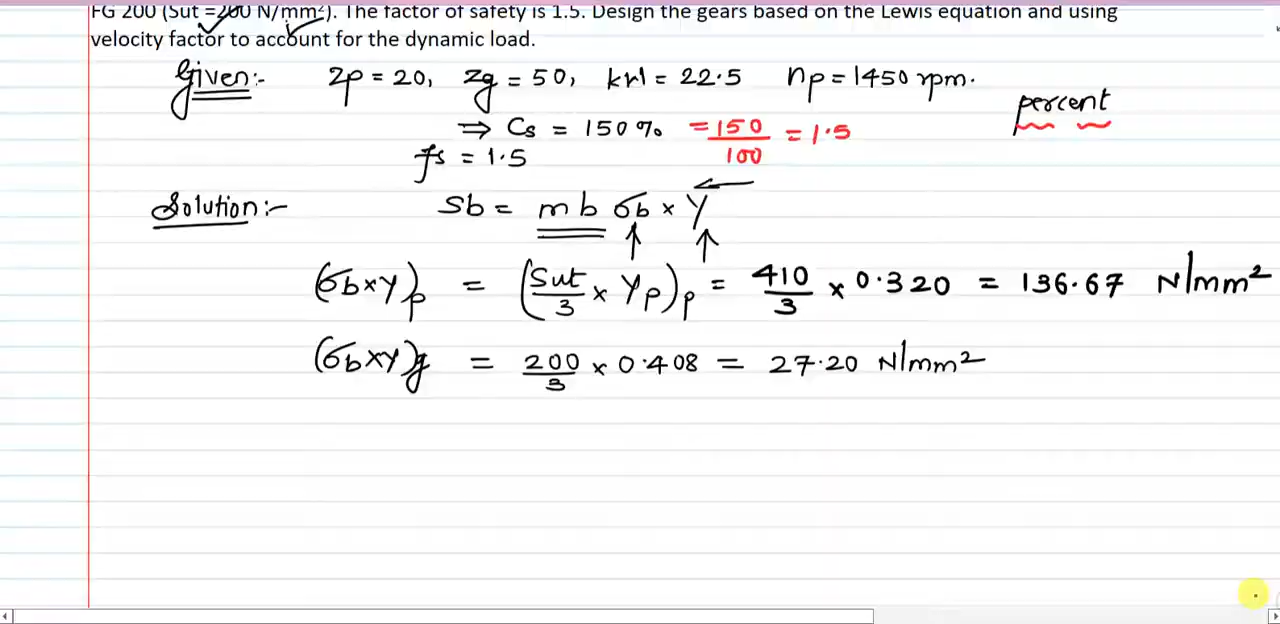 FG 200 (Sut =200 N/mm²). The factor of safety is 1.5. Design the gears based on the Lewis equation and using
velocity factor to account for the dynamic load.
Given:- Zp = 20, Zg = 50, kW = 22.5 np = 1450 rpm.
percent
⇒ Cs = 150% = 150/100 = 1.5
fs = 1.5
Solution:- Sb = m b σb × Y
(σb×Y)p = (Sut/3 × Yp)p = 410/3 × 0.320 = 136.67 N/mm²
(σb×Y)g = 200/3 × 0.408 = 27.20 N/mm²